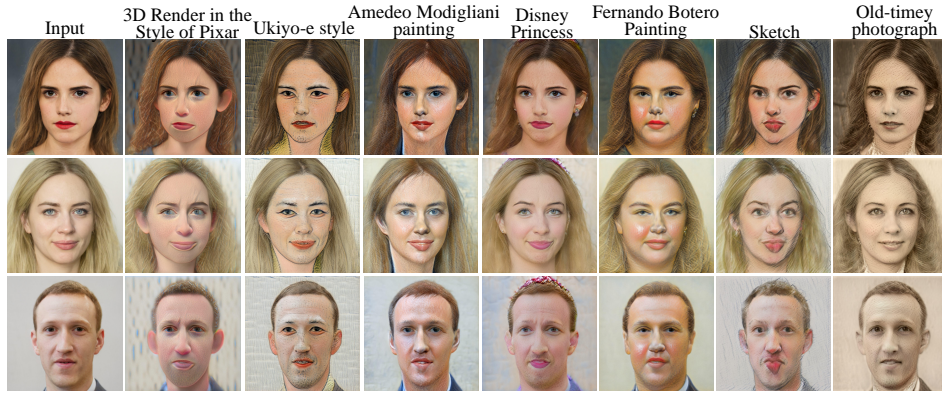 Input
3D Render in the
Style of Pixar
Ukiyo-e style
Amedeo Modigliani
painting
Disney
Princess
Fernando Botero
Painting
Sketch
Old-timey
photograph